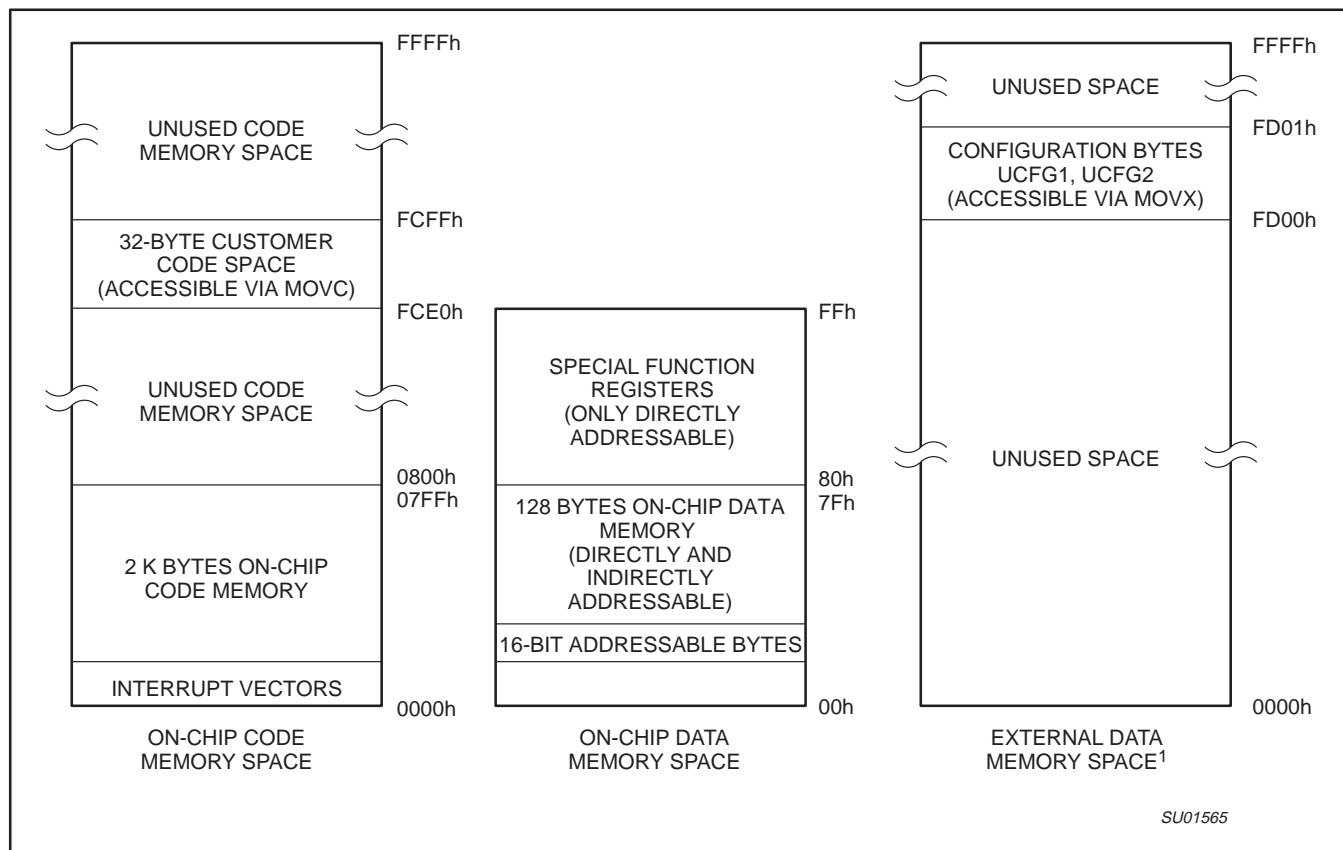 FFFFh
UNUSED CODE
MEMORY SPACE
FCFFh
32-BYTE CUSTOMER
CODE SPACE
(ACCESSIBLE VIA MOVC)
FCE0h
UNUSED CODE
MEMORY SPACE
0800h
07FFh
2 K BYTES ON-CHIP
CODE MEMORY
INTERRUPT VECTORS
0000h
ON-CHIP CODE
MEMORY SPACE
FFh
SPECIAL FUNCTION
REGISTERS
(ONLY DIRECTLY
ADDRESSABLE)
80h
7Fh
128 BYTES ON-CHIP DATA
MEMORY
(DIRECTLY AND
INDIRECTLY
ADDRESSABLE)
16-BIT ADDRESSABLE BYTES
00h
ON-CHIP DATA
MEMORY SPACE
FFFFh
UNUSED SPACE
FD01h
CONFIGURATION BYTES
UCFG1, UCFG2
(ACCESSIBLE VIA MOVX)
FD00h
UNUSED SPACE
0000h
EXTERNAL DATA
MEMORY SPACE1
SU01565